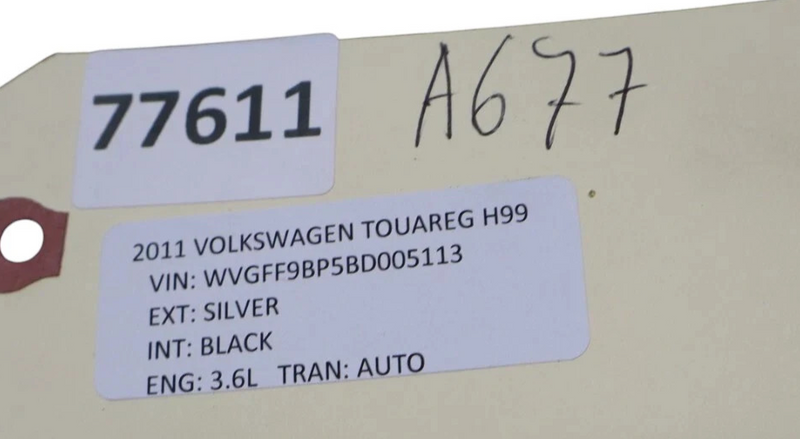 77611
A677
2011 VOLKSWAGEN TOUAREG H99
VIN: WVGFF9BP5BD005113
EXT: SILVER
INT: BLACK
ENG: 3.6L TRAN: AUTO